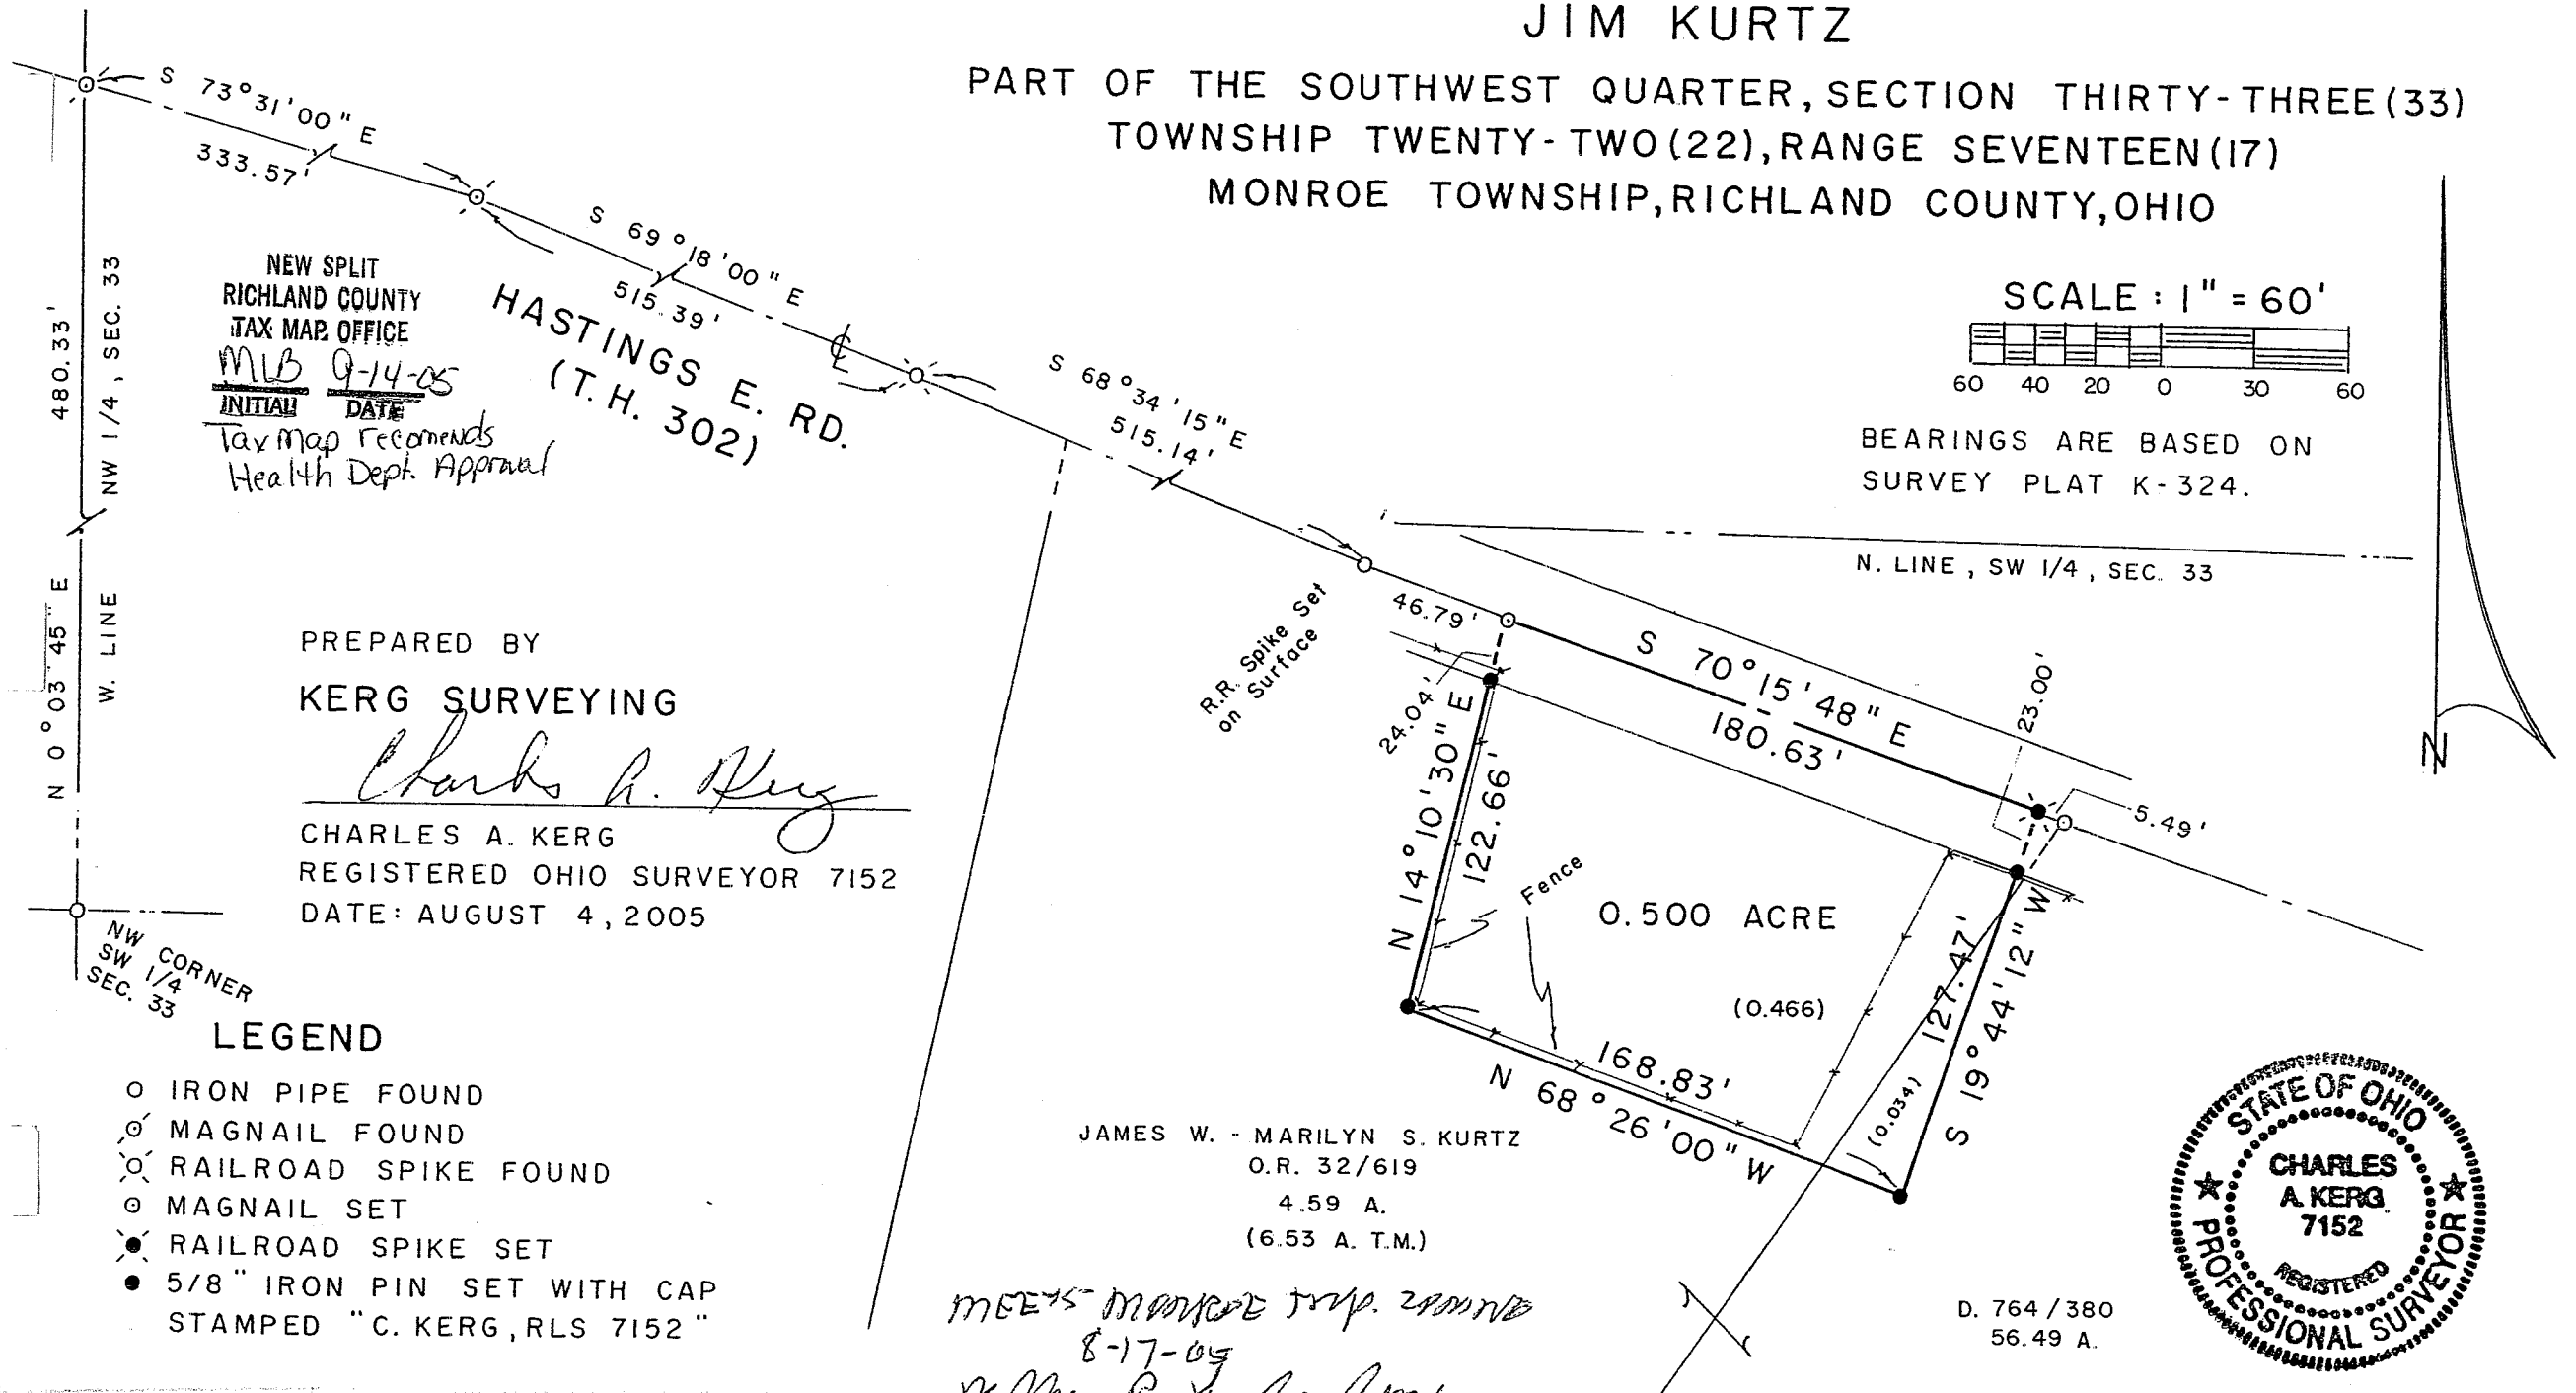 JIM KURTZ
PART OF THE SOUTHWEST QUARTER, SECTION THIRTY-THREE(33)
TOWNSHIP TWENTY-TWO(22), RANGE SEVENTEEN(17)
MONROE TOWNSHIP, RICHLAND COUNTY, OHIO
S 73°31'00" E
333.57'
S 69°18'00" E
515.39'
HASTINGS E. RD.
(T.H. 302)
S 68°34'15" E
515.14'
NEW SPLIT
RICHLAND COUNTY
TAX MAP OFFICE
MLB 9-14-05
INITIAL DATE
Tax Map recomends
Health Dept. Approval
480.33'
NW 1/4, SEC. 33
N 0°03'45" E
W. LINE
SCALE: 1" = 60'
60 40 20 0 30 60
BEARINGS ARE BASED ON
SURVEY PLAT K-324.
N. LINE, SW 1/4, SEC. 33
N
PREPARED BY
KERG SURVEYING
Charles A. Kerg
CHARLES A. KERG
REGISTERED OHIO SURVEYOR 7152
DATE: AUGUST 4, 2005
NW CORNER
SW 1/4
SEC. 33
R.R. Spike Set
on Surface
46.79'
24.04'
S 70°15'48" E
180.63'
23.00'
5.49'
N 14°10'30" E
122.66'
Fence
0.500 ACRE
(0.466)
127.47'
S 19°44'12" W
(0.034)
168.83'
N 68°26'00" W
LEGEND
IRON PIPE FOUND
MAGNAIL FOUND
RAILROAD SPIKE FOUND
MAGNAIL SET
RAILROAD SPIKE SET
5/8" IRON PIN SET WITH CAP
STAMPED "C. KERG, RLS 7152"
JAMES W. - MARILYN S. KURTZ
O.R. 32/619
4.59 A.
(6.53 A. T.M.)
MEETS MONROE twp. ZONING
D. 764/380
56.49 A.
STATE OF OHIO
CHARLES
A. KERG
7152
REGISTERED
PROFESSIONAL SURVEYOR